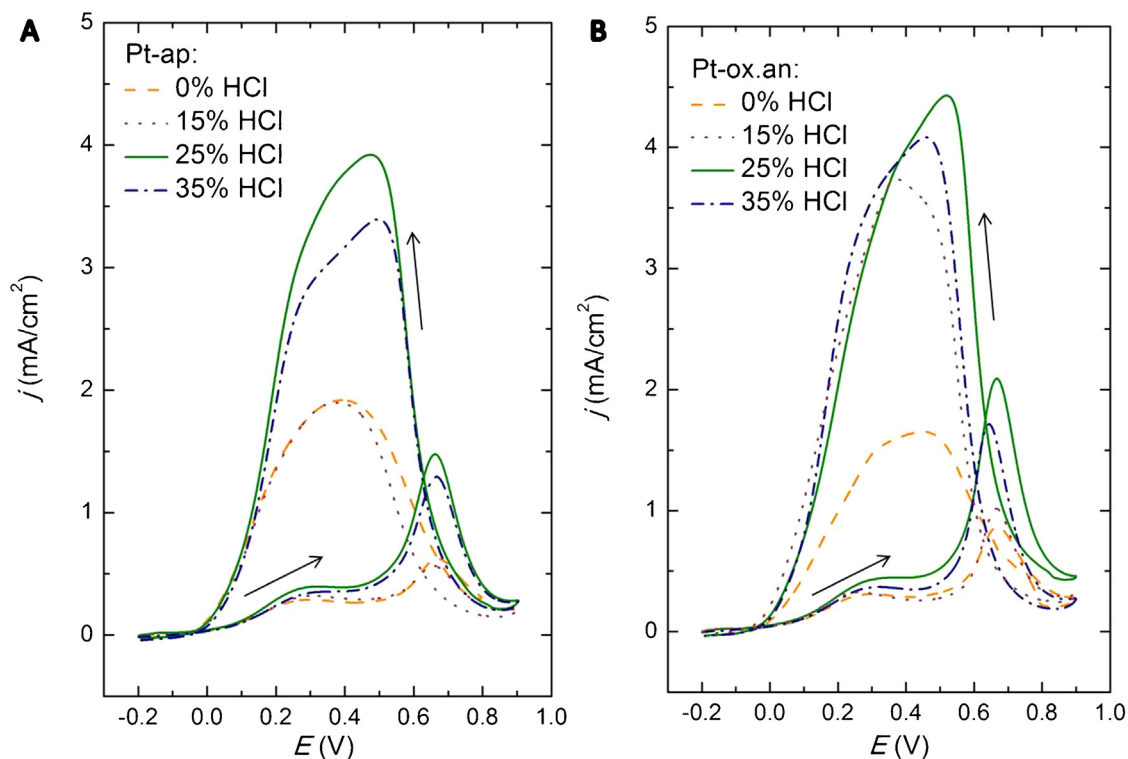 A
Pt-ap:
0% HCl
15% HCl
25% HCl
35% HCl
5
4
3
2
1
0
j (mA/cm²)
-0.2 0.0 0.2 0.4 0.6 0.8 1.0
E (V)
B
Pt-ox.an:
0% HCl
15% HCl
25% HCl
35% HCl
5
4
3
2
1
0
j (mA/cm²)
-0.2 0.0 0.2 0.4 0.6 0.8 1.0
E (V)